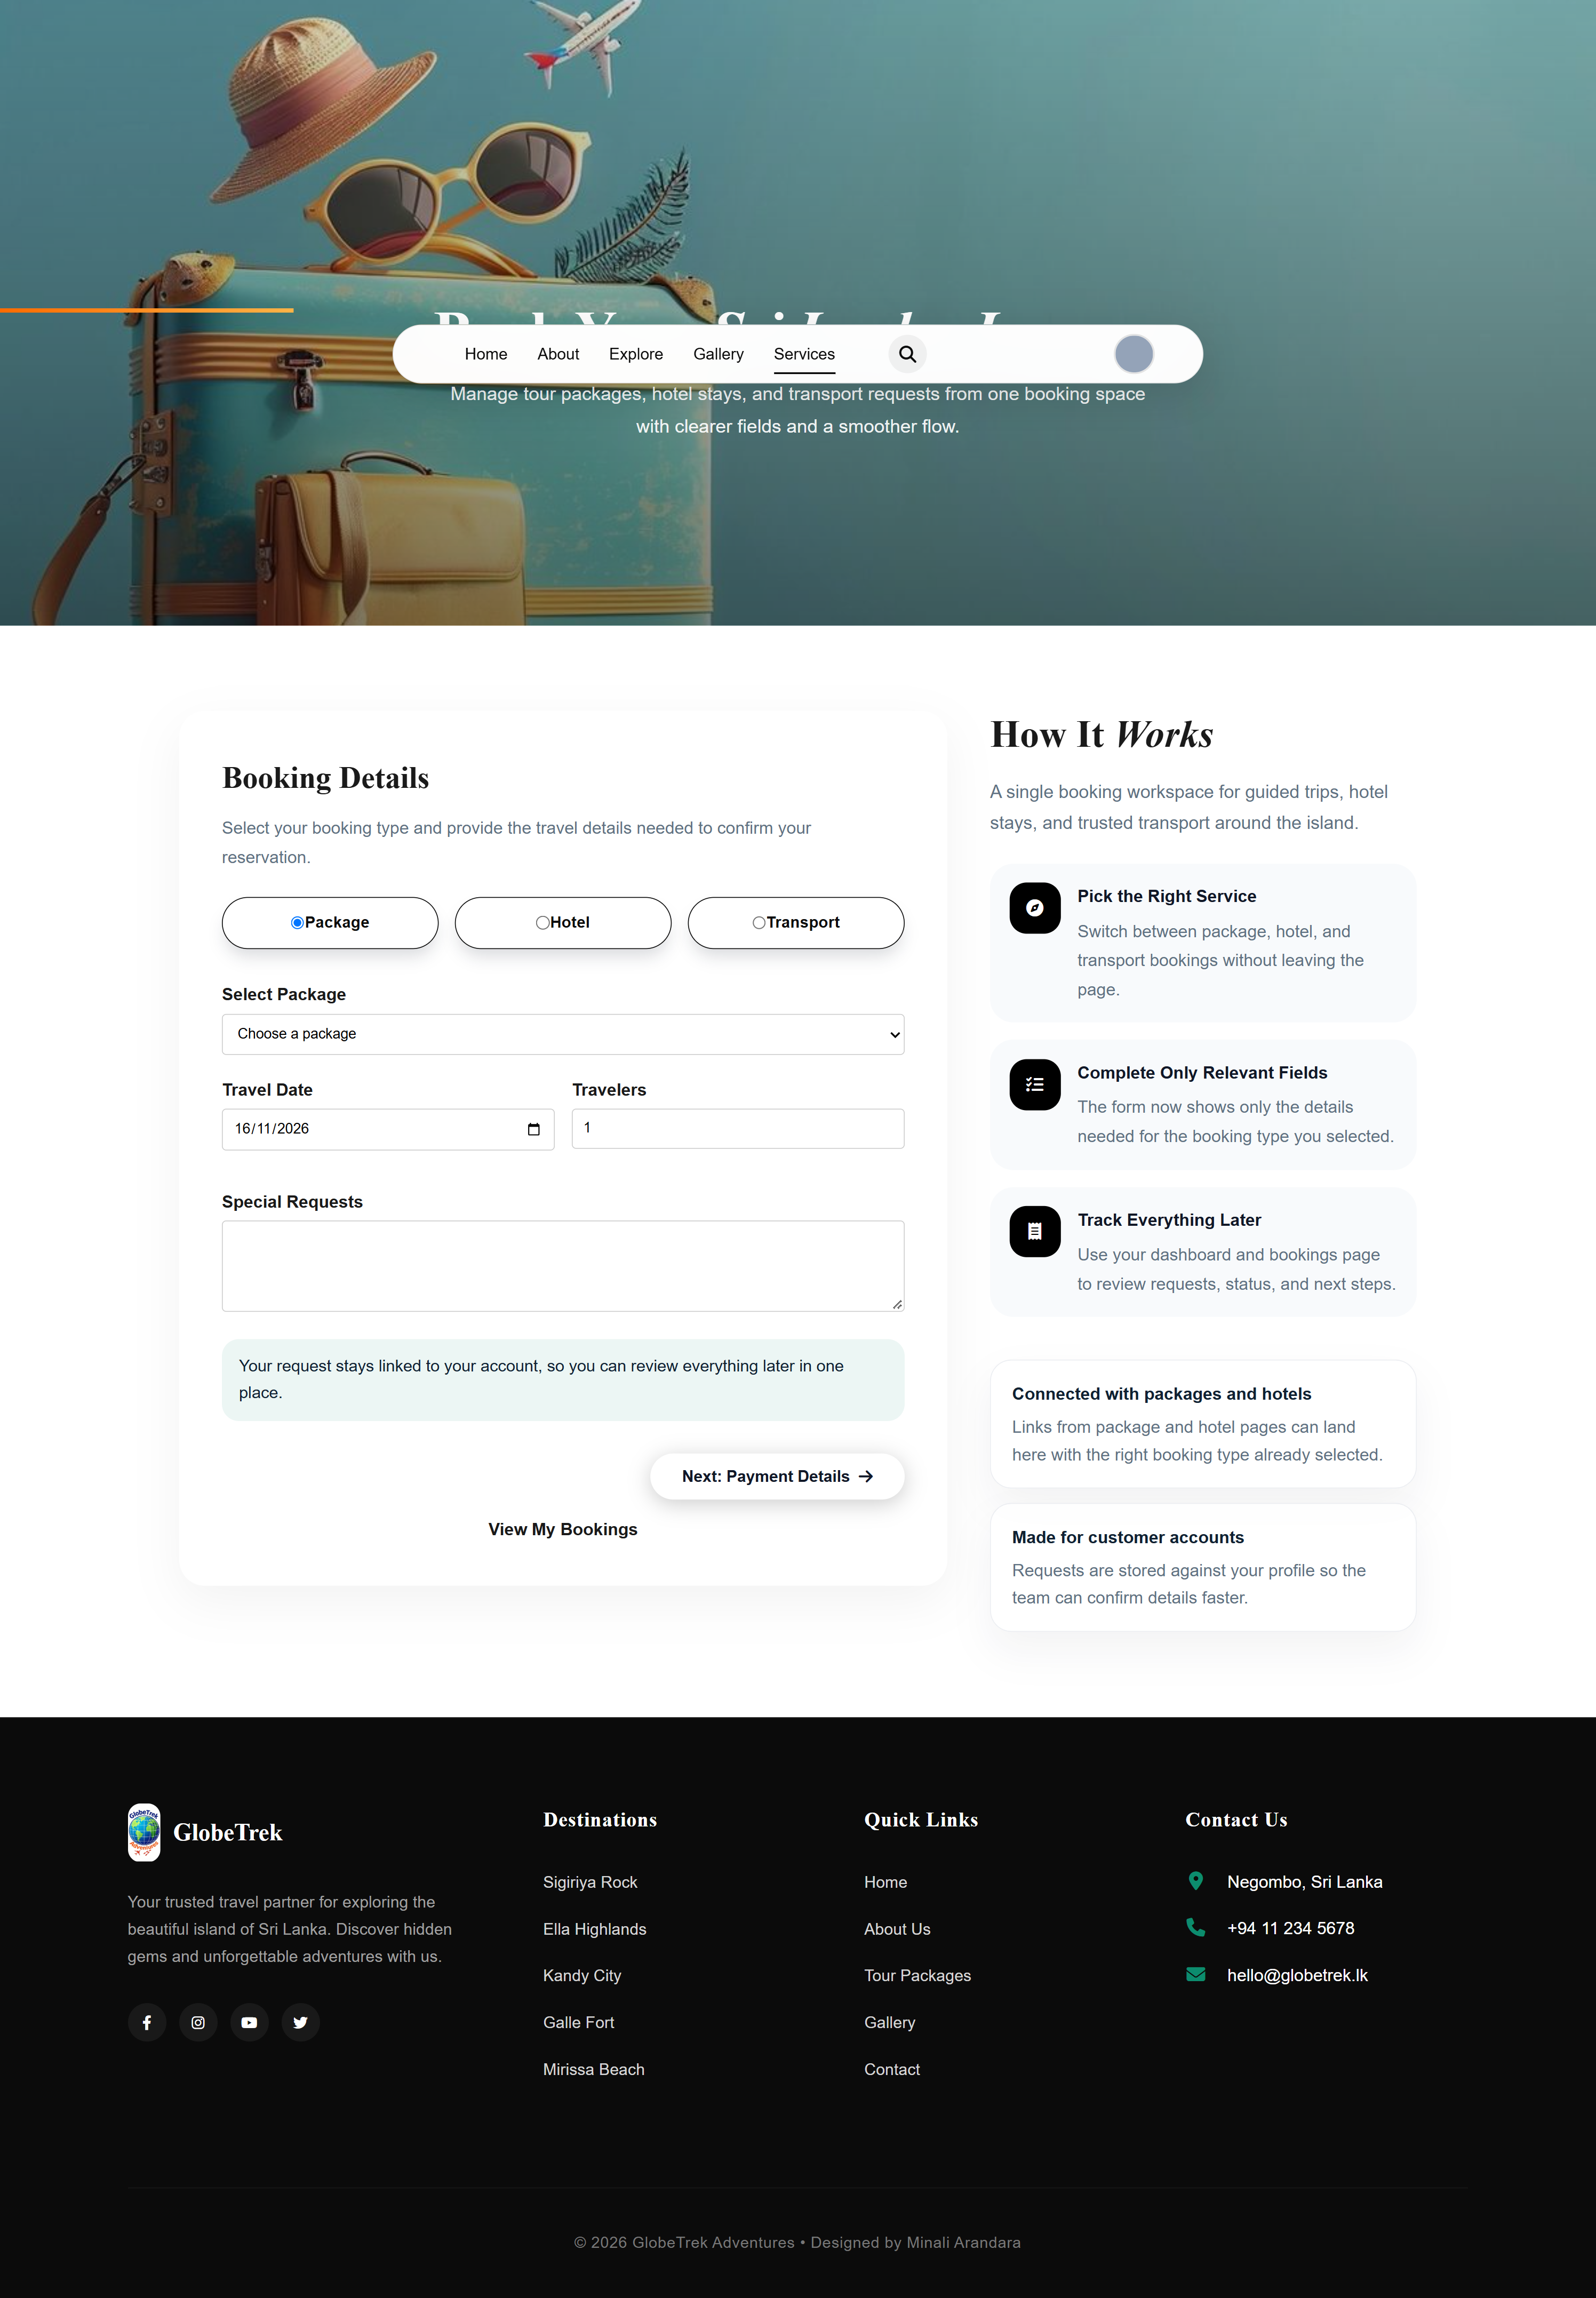 Home
About
Explore
Gallery
Services
Manage tour packages, hotel stays, and transport requests from one booking space
with clearer fields and a smoother flow.
Booking Details
Select your booking type and provide the travel details needed to confirm your
reservation.
Package
Hotel
Transport
Select Package
Choose a package
Travel Date
Travelers
16/11/2026
1
Special Requests
Your request stays linked to your account, so you can review everything later in one
place.
Next: Payment Details
View My Bookings
How It Works
A single booking workspace for guided trips, hotel
stays, and trusted transport around the island.
Pick the Right Service
Switch between package, hotel, and
transport bookings without leaving the
page.
Complete Only Relevant Fields
The form now shows only the details
needed for the booking type you selected.
Track Everything Later
Use your dashboard and bookings page
to review requests, status, and next steps.
Connected with packages and hotels
Links from package and hotel pages can land
here with the right booking type already selected.
Made for customer accounts
Requests are stored against your profile so the
team can confirm details faster.
GlobeTrek
Adventures
GlobeTrek
Your trusted travel partner for exploring the
beautiful island of Sri Lanka. Discover hidden
gems and unforgettable adventures with us.
Destinations
Sigiriya Rock
Ella Highlands
Kandy City
Galle Fort
Mirissa Beach
Quick Links
Home
About Us
Tour Packages
Gallery
Contact
Contact Us
Negombo, Sri Lanka
+94 11 234 5678
hello@globetrek.lk
© 2026 GlobeTrek Adventures • Designed by Minali Arandara